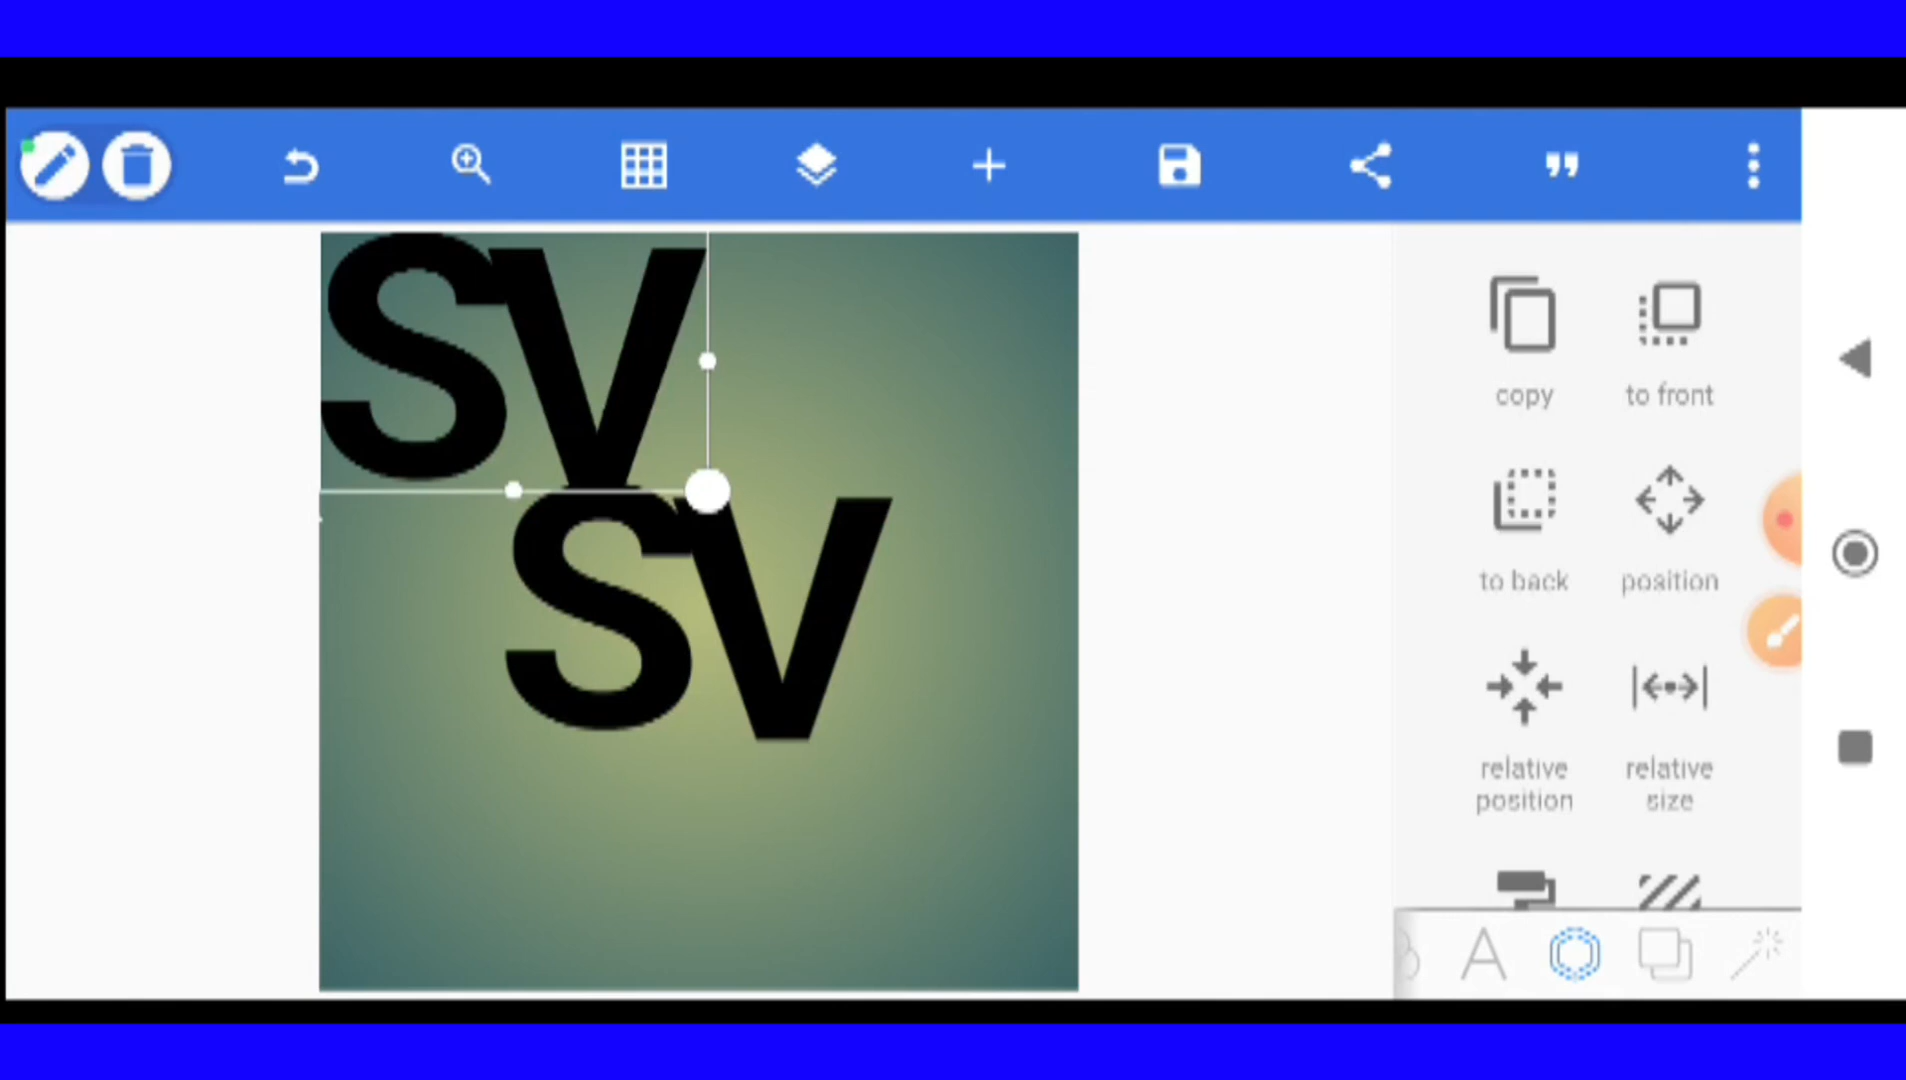 SV
SV
copy
to front
to back
position
relative
position
relative
size
A